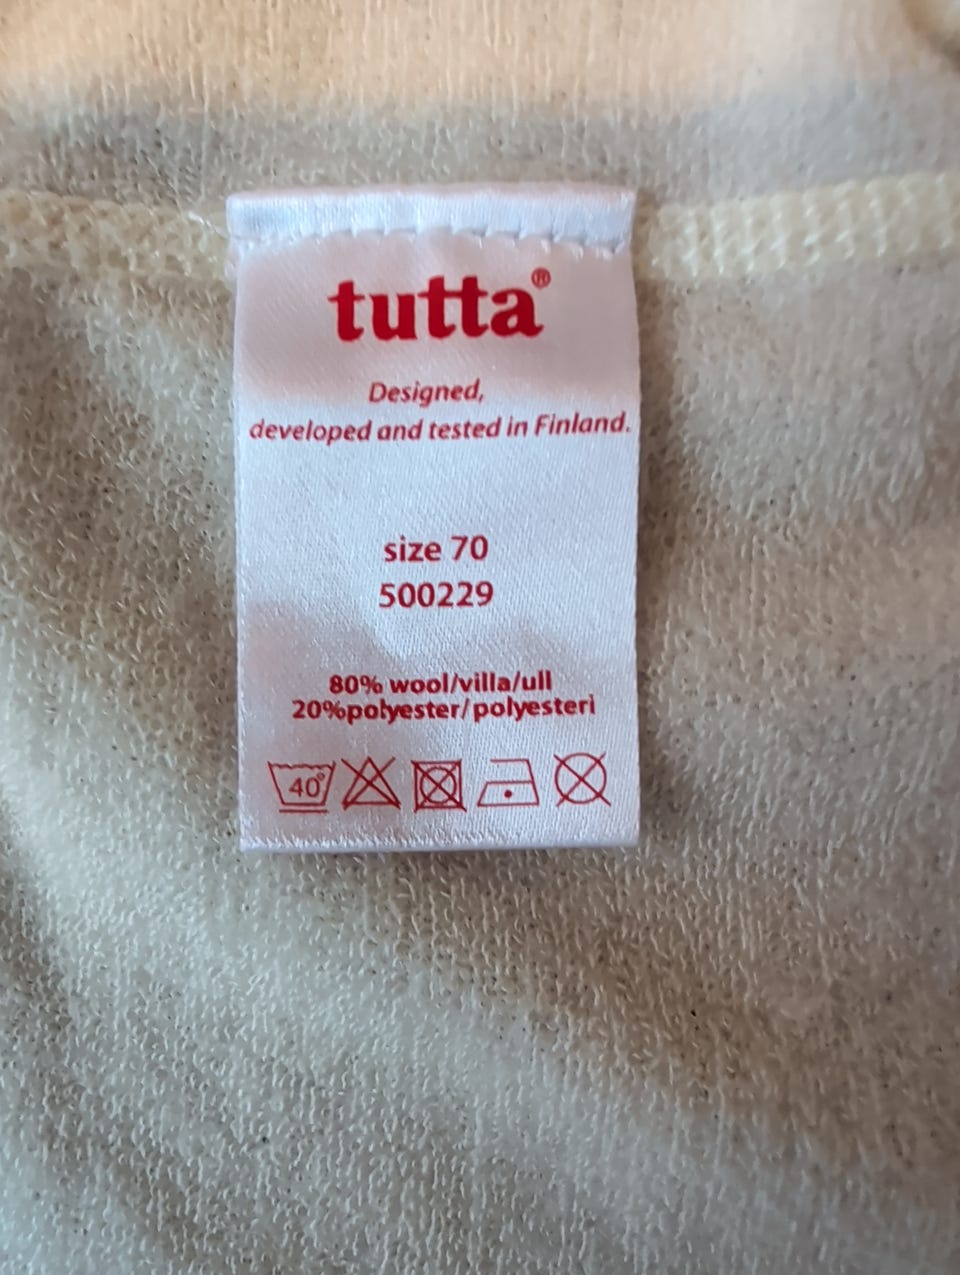 tutta®
Designed,
developed and tested in Finland.
size 70
500229
80% wool/villa/ull
20%polyester/polyesteri
40°